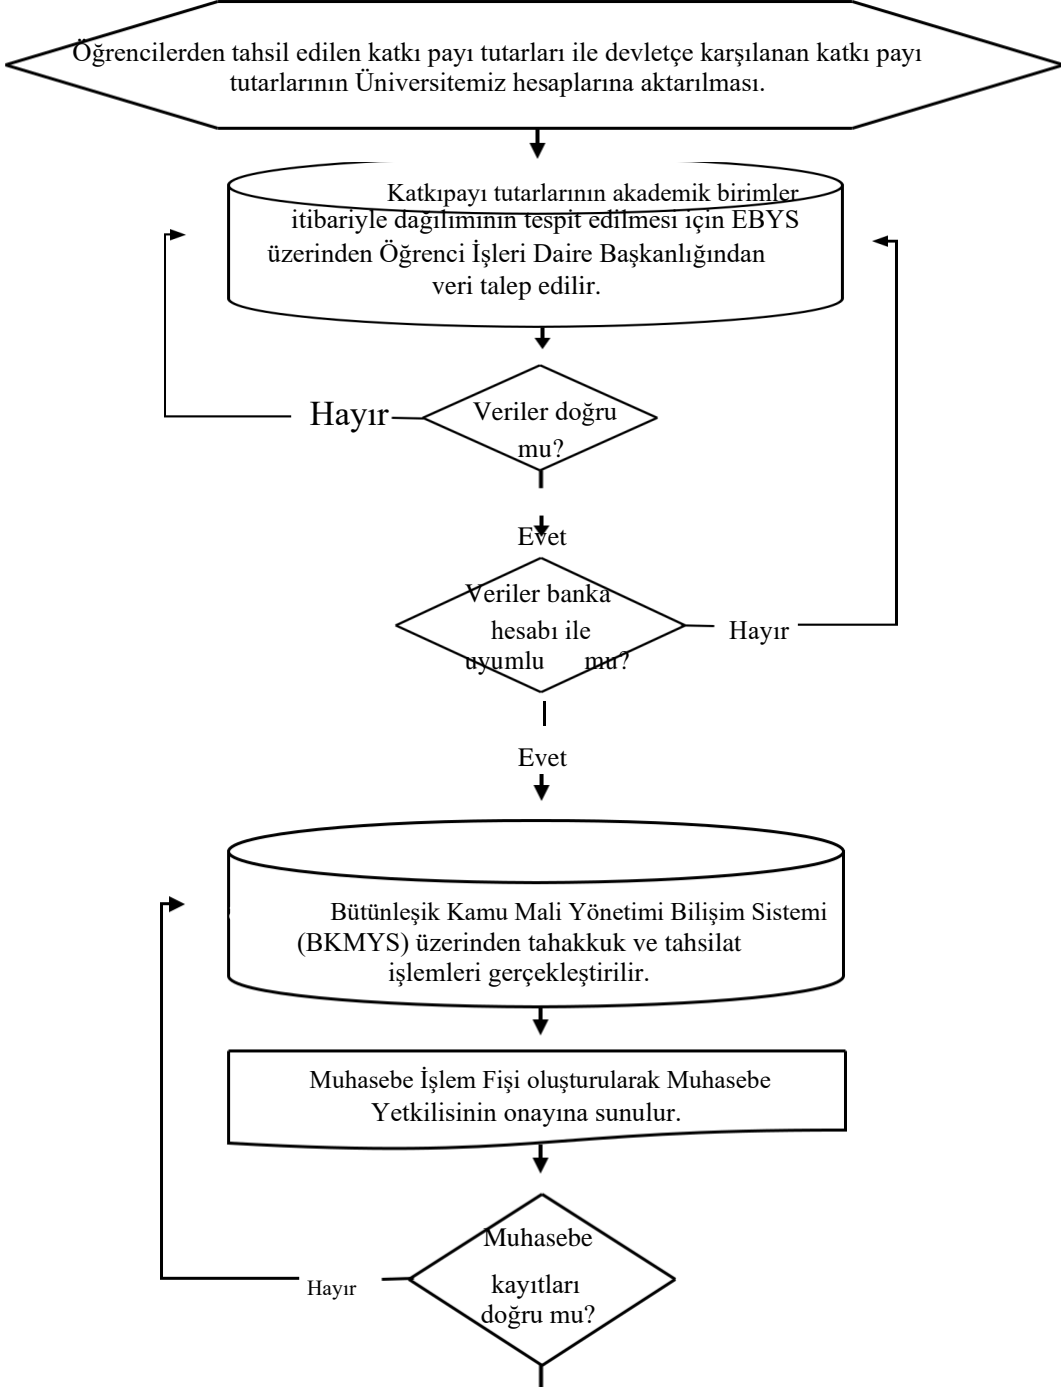 Öğrencilerden tahsil edilen katkı payı tutarları ile devletçe karşılanan katkı payı
tutarlarının Üniversitemiz hesaplarına aktarılması.
Katkıpayı tutarlarının akademik birimler
itibariyle dağılımının tespit edilmesi için EBYS
üzerinden Öğrenci İşleri Daire Başkanlığından
veri talep edilir.
Hayır
Veriler doğru
mu?
Evet
Veriler banka
hesabı ile
uyumlu mu?
Hayır
Evet
Bütünleşik Kamu Mali Yönetimi Bilişim Sistemi
(BKMYS) üzerinden tahakkuk ve tahsilat
işlemleri gerçekleştirilir.
Muhasebe İşlem Fişi oluşturularak Muhasebe
Yetkilisinin onayına sunulur.
Muhasebe
kayıtları
doğru mu?
Hayır